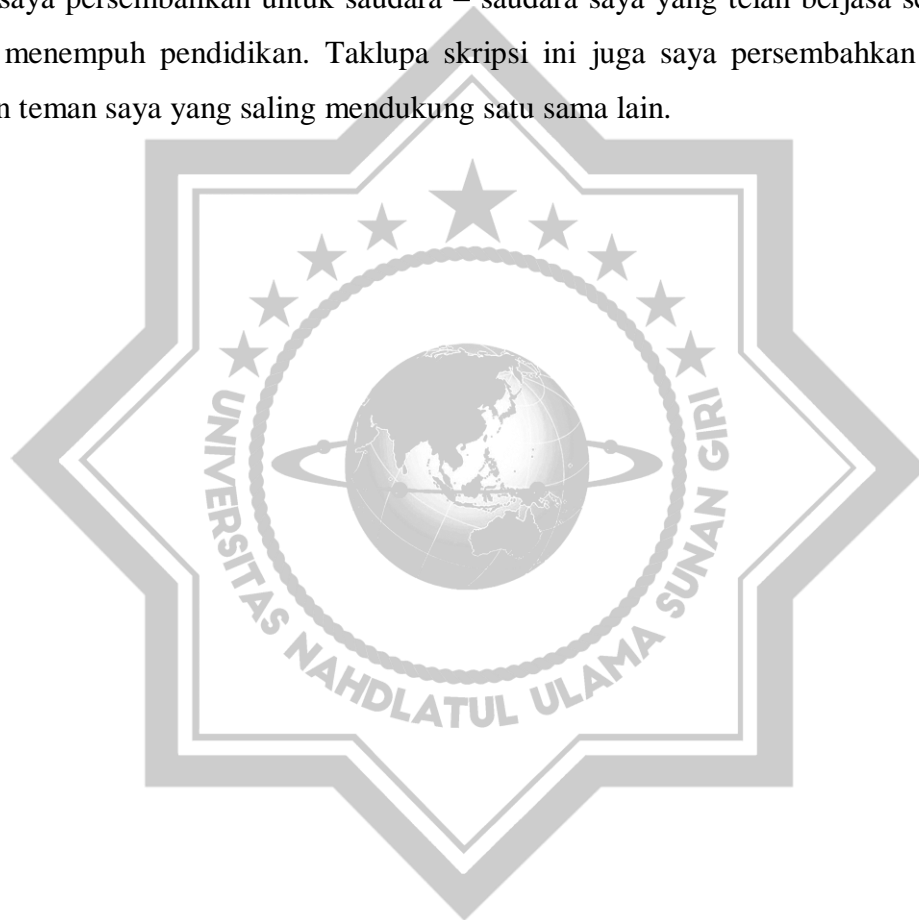 saya persembahkan untuk saudara – saudara saya yang telah berjasa
menempuh pendidikan. Taklupa skripsi ini juga saya persembahkan
teman saya yang saling mendukung satu sama lain.
UNIVERSITAS NAHDLATUL ULAMA SUNAN GIRI